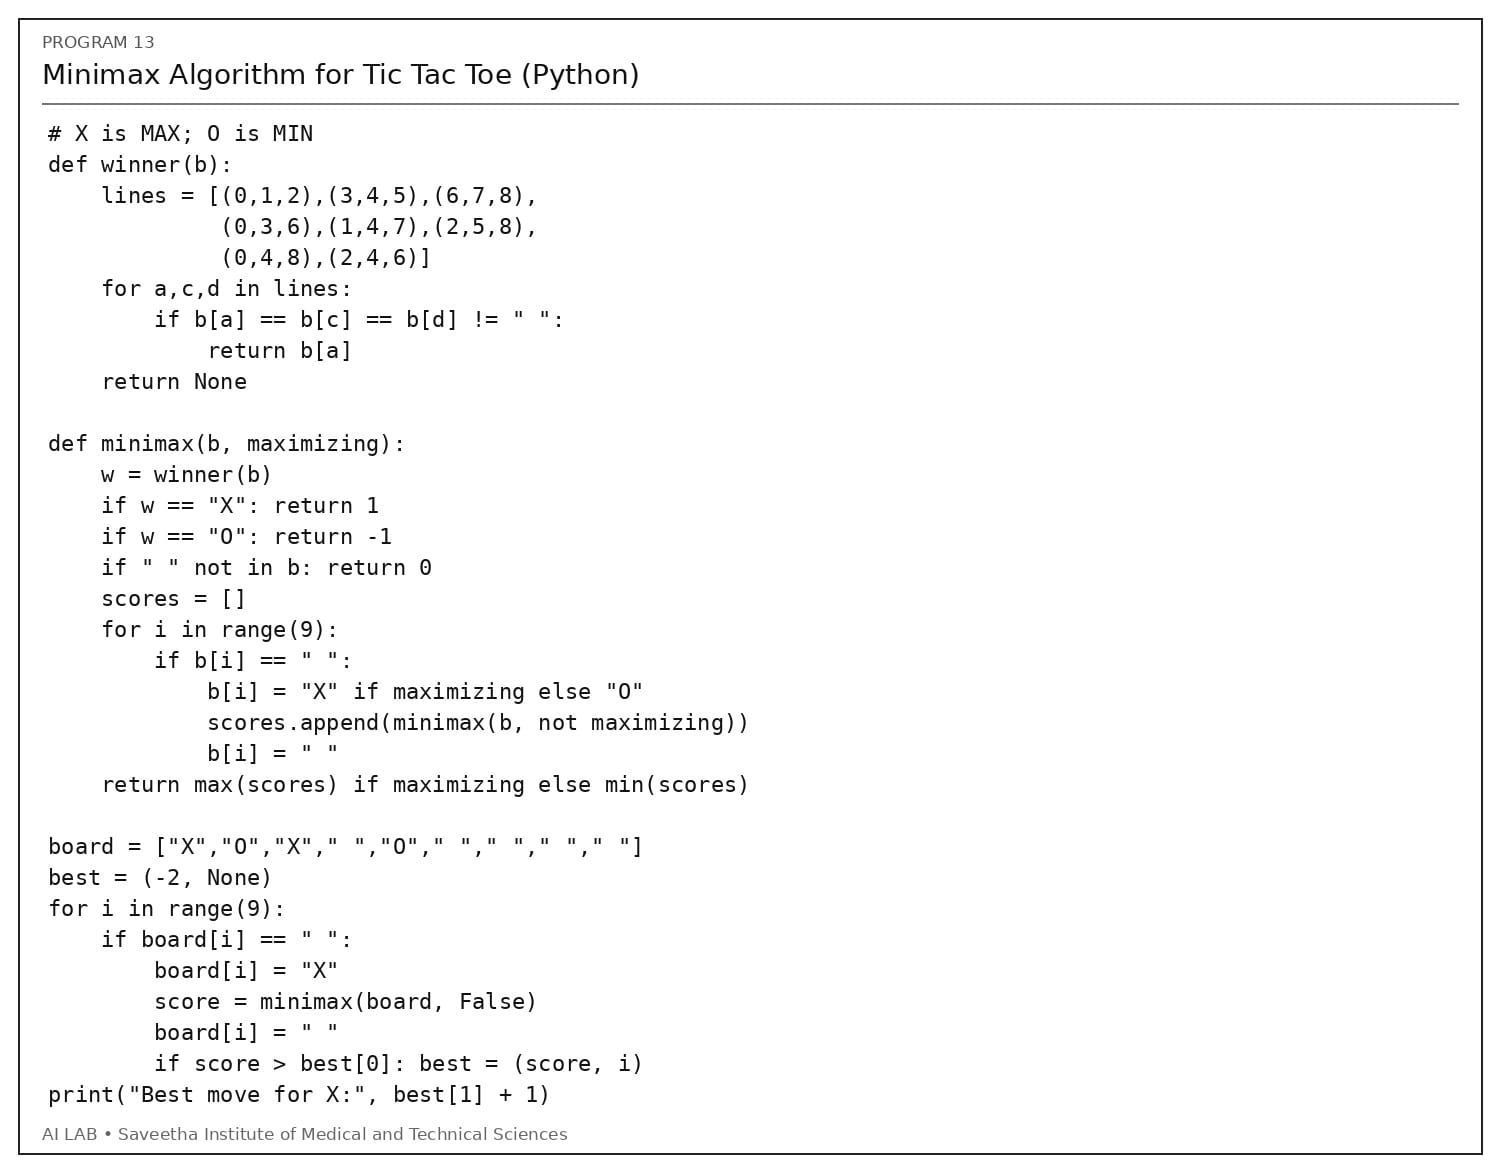 PROGRAM 13
Minimax Algorithm for Tic Tac Toe (Python)
# X is MAX; O is MIN
def winner(b):
    lines = [(0,1,2),(3,4,5),(6,7,8),
             (0,3,6),(1,4,7),(2,5,8),
             (0,4,8),(2,4,6)]
    for a,c,d in lines:
        if b[a] == b[c] == b[d] != " ":
            return b[a]
    return None

def minimax(b, maximizing):
    w = winner(b)
    if w == "X": return 1
    if w == "O": return -1
    if " " not in b: return 0
    scores = []
    for i in range(9):
        if b[i] == " ":
            b[i] = "X" if maximizing else "O"
            scores.append(minimax(b, not maximizing))
            b[i] = " "
    return max(scores) if maximizing else min(scores)

board = ["X","O","X"," ","O"," "," "," "," "]
best = (-2, None)
for i in range(9):
    if board[i] == " ":
        board[i] = "X"
        score = minimax(board, False)
        board[i] = " "
        if score > best[0]: best = (score, i)
print("Best move for X:", best[1] + 1)
AI LAB • Saveetha Institute of Medical and Technical Sciences